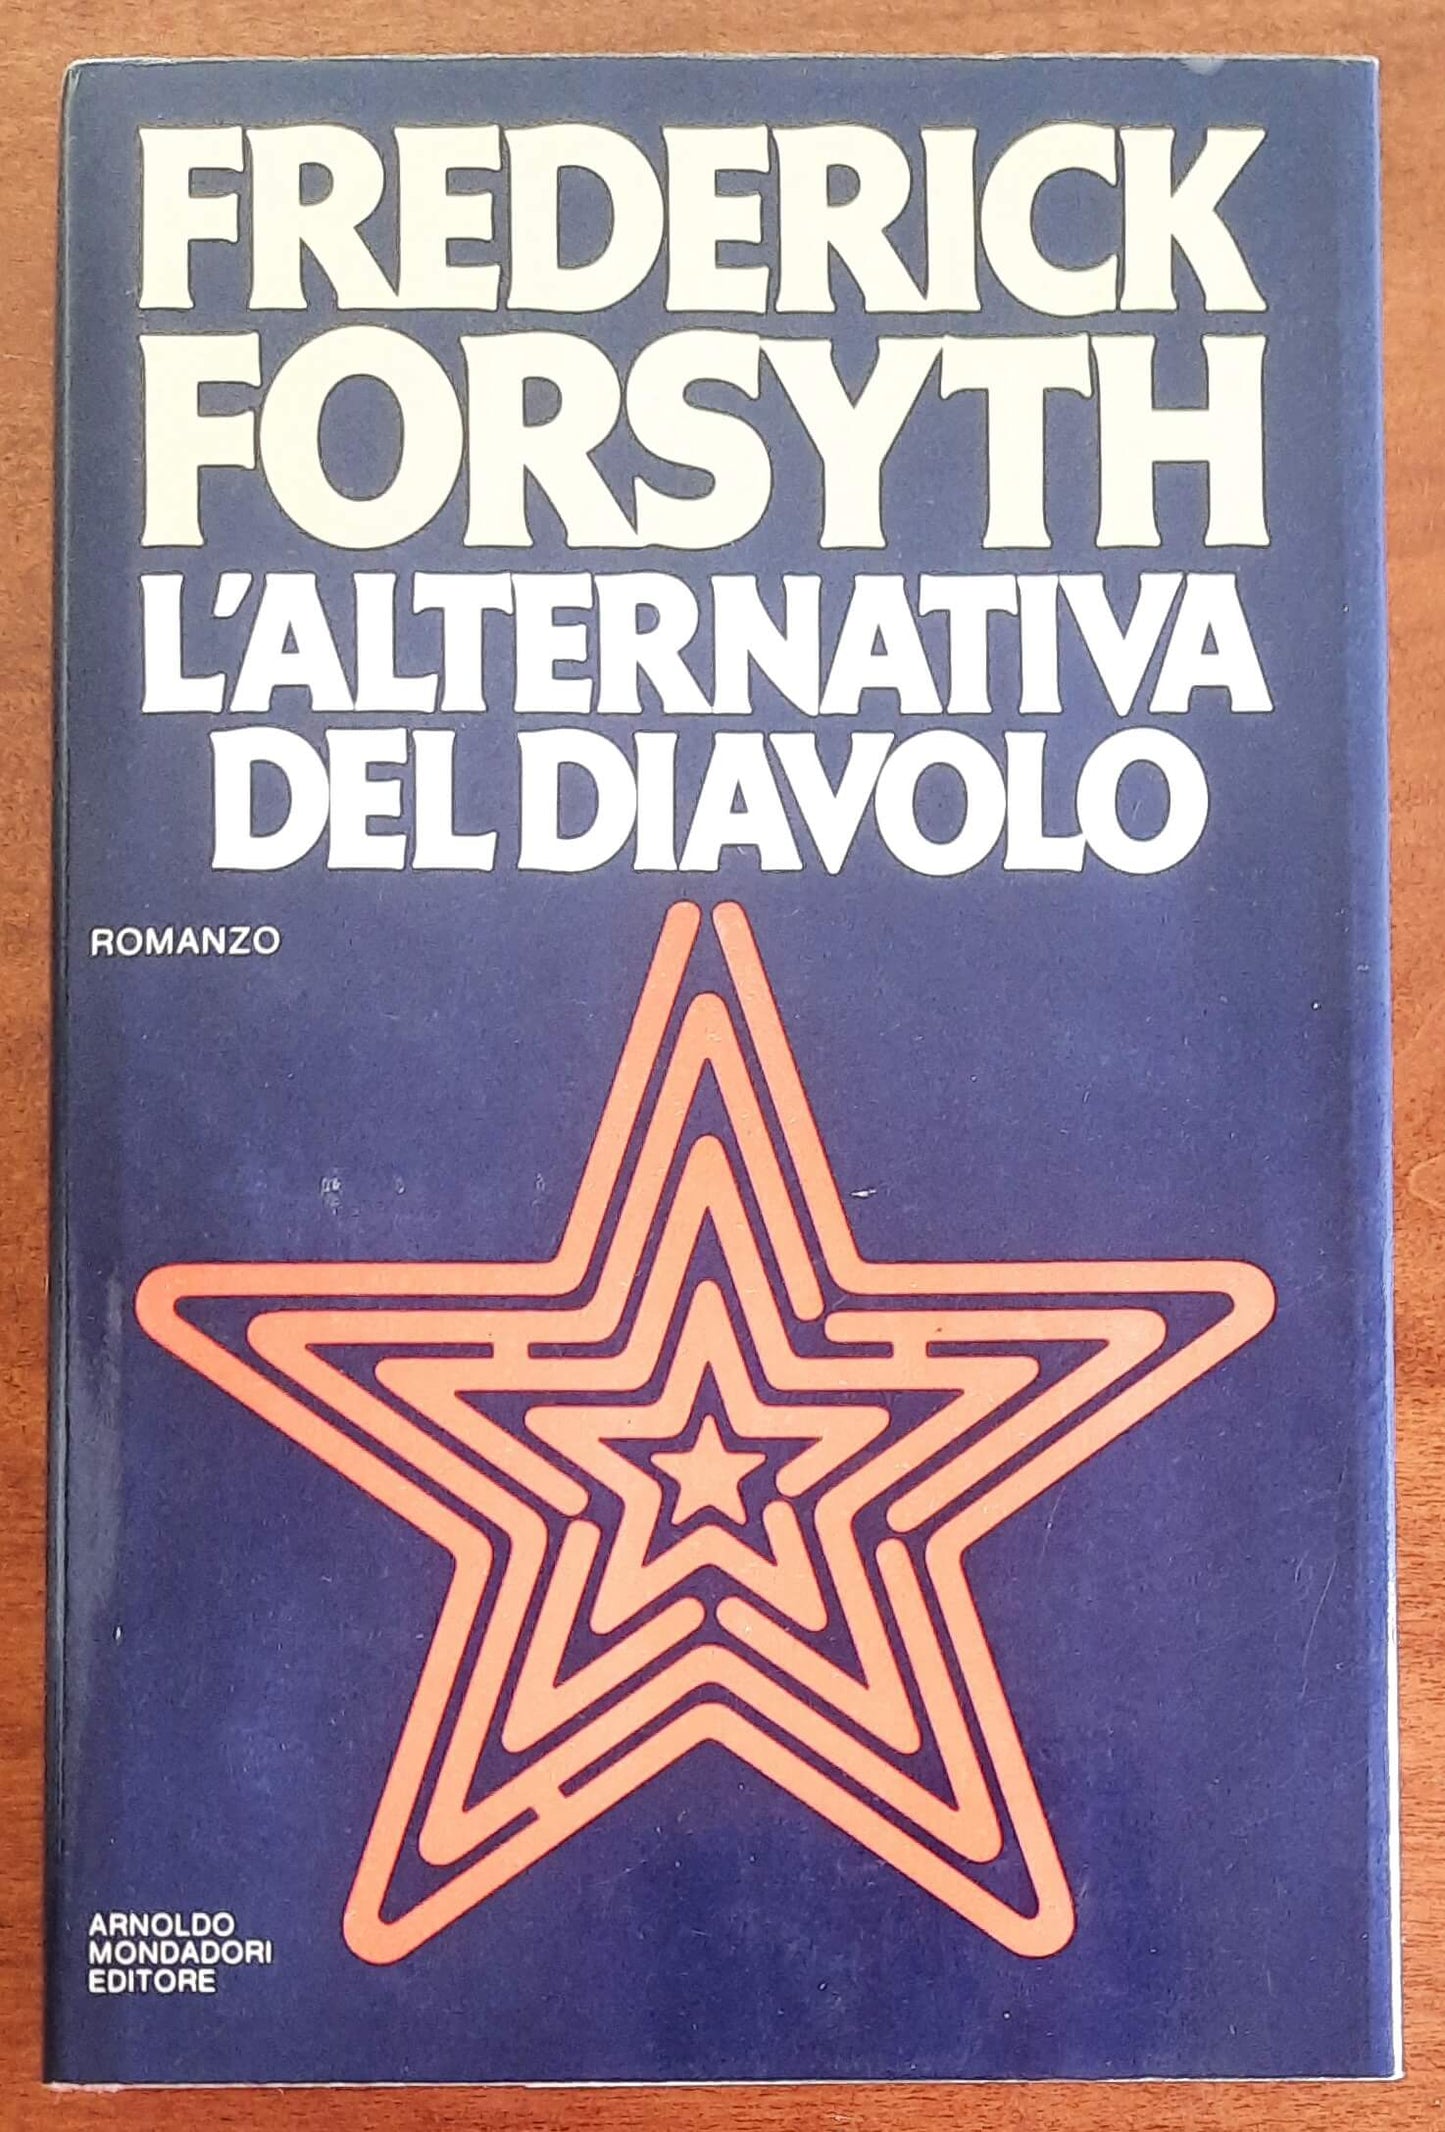 FREDERICK
FORSYTH
L'ALTERNATIVA
DEL DIAVOLO
ROMANZO
ARNOLDO
MONDADORI
EDITORE